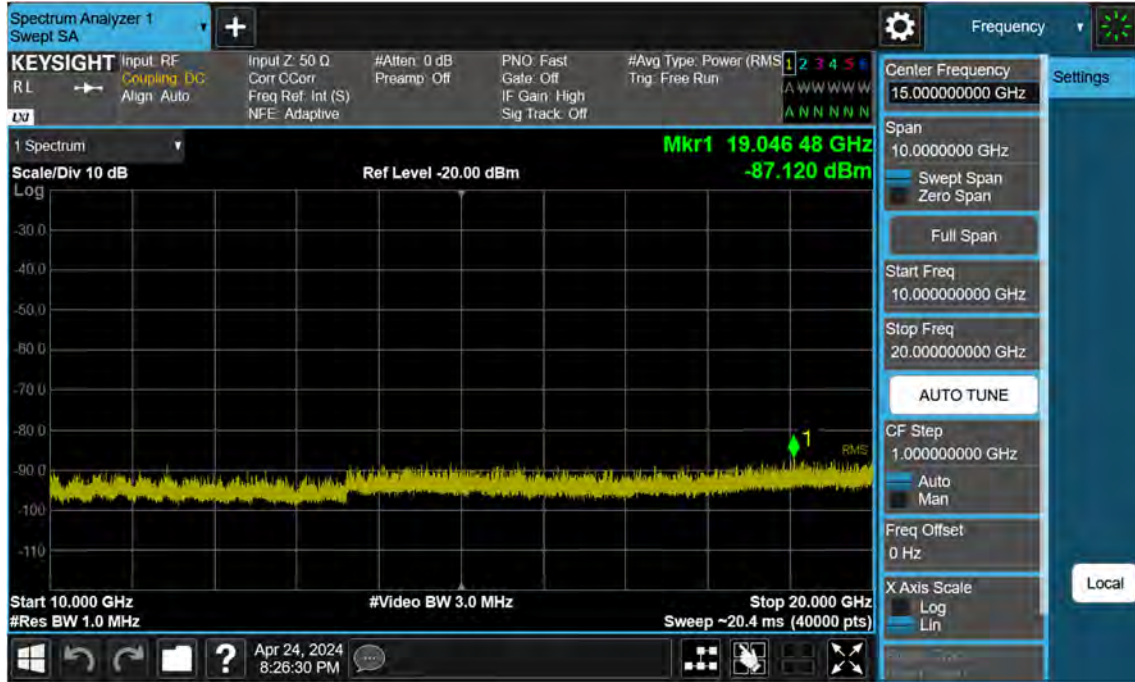 Spectrum Analyzer 1
Swept SA
+
Frequency
KEYSIGHT
Input: RF
Input Z: 50 Ω
#Atten: 0 dB
PNO: Fast
#Avg Type: Power (RMS
1 2 3 4 5 6
RL
Coupling: DC
Corr CCorr
Preamp: Off
Gate: Off
Trig: Free Run
Align: Auto
Freq Ref: Int (S)
IF Gain: High
A W W W W W
LXI
NFE: Adaptive
Sig Track: Off
A N N N N N
1 Spectrum
Mkr1 19.046 48 GHz
Scale/Div 10 dB
Ref Level -20.00 dBm
-87.120 dBm
Log
-30.0
-40.0
-50.0
-60.0
-70.0
-80.0
1
RMS
-90.0
-100
-110
Start 10.000 GHz
#Video BW 3.0 MHz
Stop 20.000 GHz
#Res BW 1.0 MHz
Sweep ~20.4 ms (40000 pts)
?
Apr 24, 2024
8:26:30 PM
Center Frequency
15.000000000 GHz
Settings
Span
10.0000000 GHz
Swept Span
Zero Span
Full Span
Start Freq
10.000000000 GHz
Stop Freq
20.000000000 GHz
AUTO TUNE
CF Step
1.000000000 GHz
Auto
Man
Freq Offset
0 Hz
X Axis Scale
Log
Lin
Local